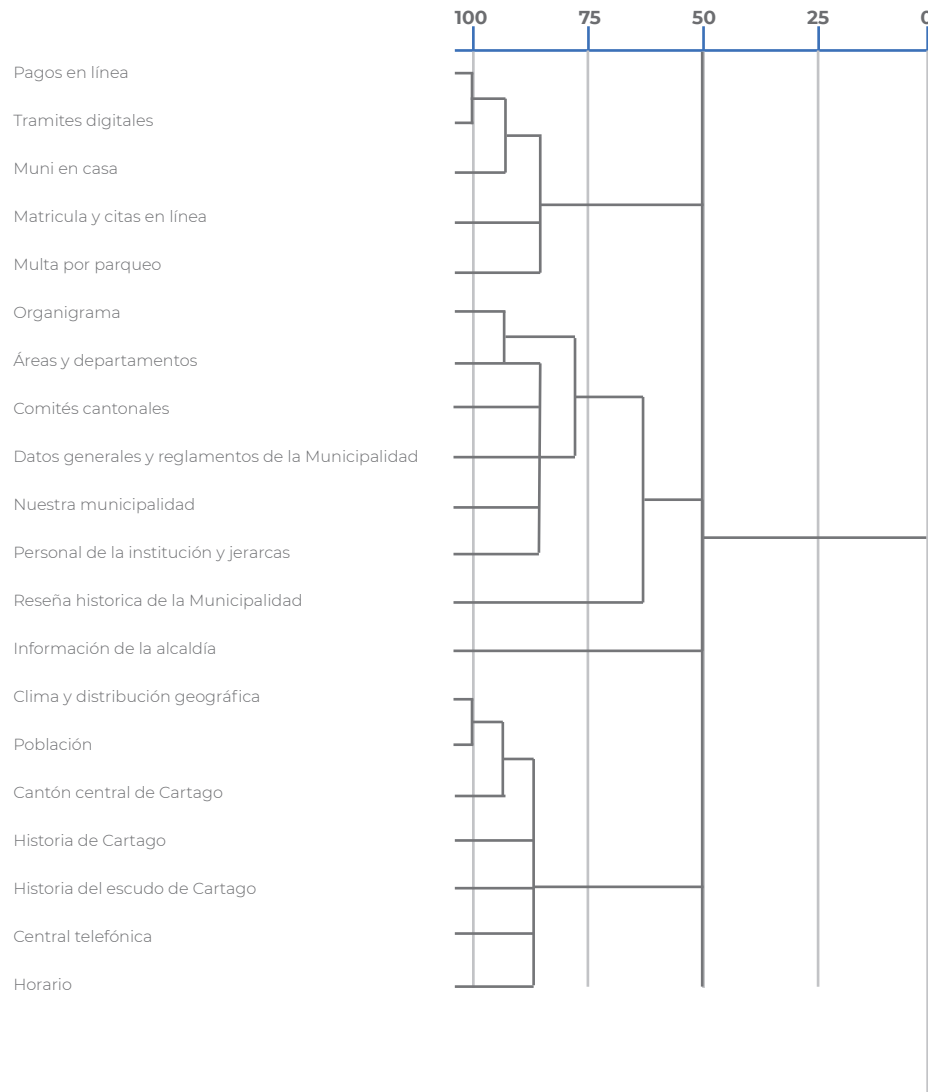 100 75 50 25 0
Pagos en línea
Tramites digitales
Muni en casa
Matricula y citas en línea
Multa por parqueo
Organigrama
Áreas y departamentos
Comités cantonales
Datos generales y reglamentos de la Municipalidad
Nuestra municipalidad
Personal de la institución y jerarcas
Reseña historica de la Municipalidad
Información de la alcaldía
Clima y distribución geográfica
Población
Cantón central de Cartago
Historia de Cartago
Historia del escudo de Cartago
Central telefónica
Horario